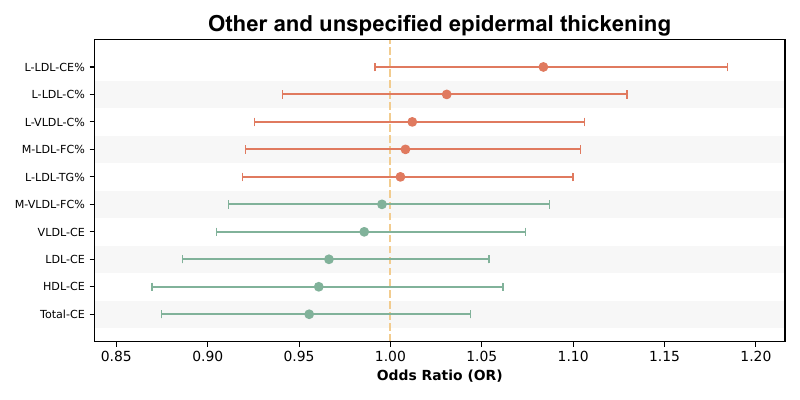 Other and unspecified epidermal thickening
L-LDL-CE%
L-LDL-C%
L-VLDL-C%
M-LDL-FC%
L-LDL-TG%
M-VLDL-FC%
VLDL-CE
LDL-CE
HDL-CE
Total-CE
0.85 0.90 0.95 1.00 1.05 1.10 1.15 1.20
Odds Ratio (OR)